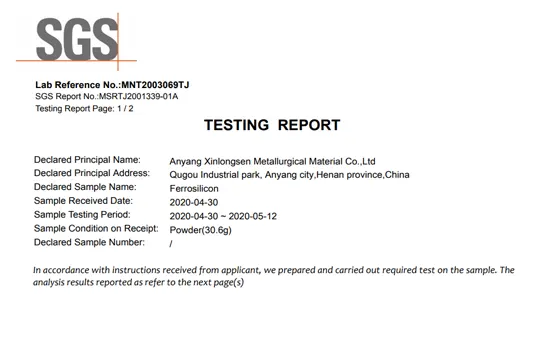 SGS
Lab Reference No.:MNT2003069TJ
SGS Report No.:MSRTJ2001339-01A
Testing Report Page: 1 / 2
TESTING REPORT
Declared Principal Name: Anyang Xinlongsen Metallurgical Material Co.,Ltd
Declared Principal Address: Qugou Industrial park, Anyang city,Henan province,China
Declared Sample Name: Ferrosilicon
Sample Received Date: 2020-04-30
Sample Testing Period: 2020-04-30 ~ 2020-05-12
Sample Condition on Receipt: Powder(30.6g)
Declared Sample Number: /
In accordance with instructions received from applicant, we prepared and carried out required test on the sample. The
analysis results reported as refer to the next page(s)